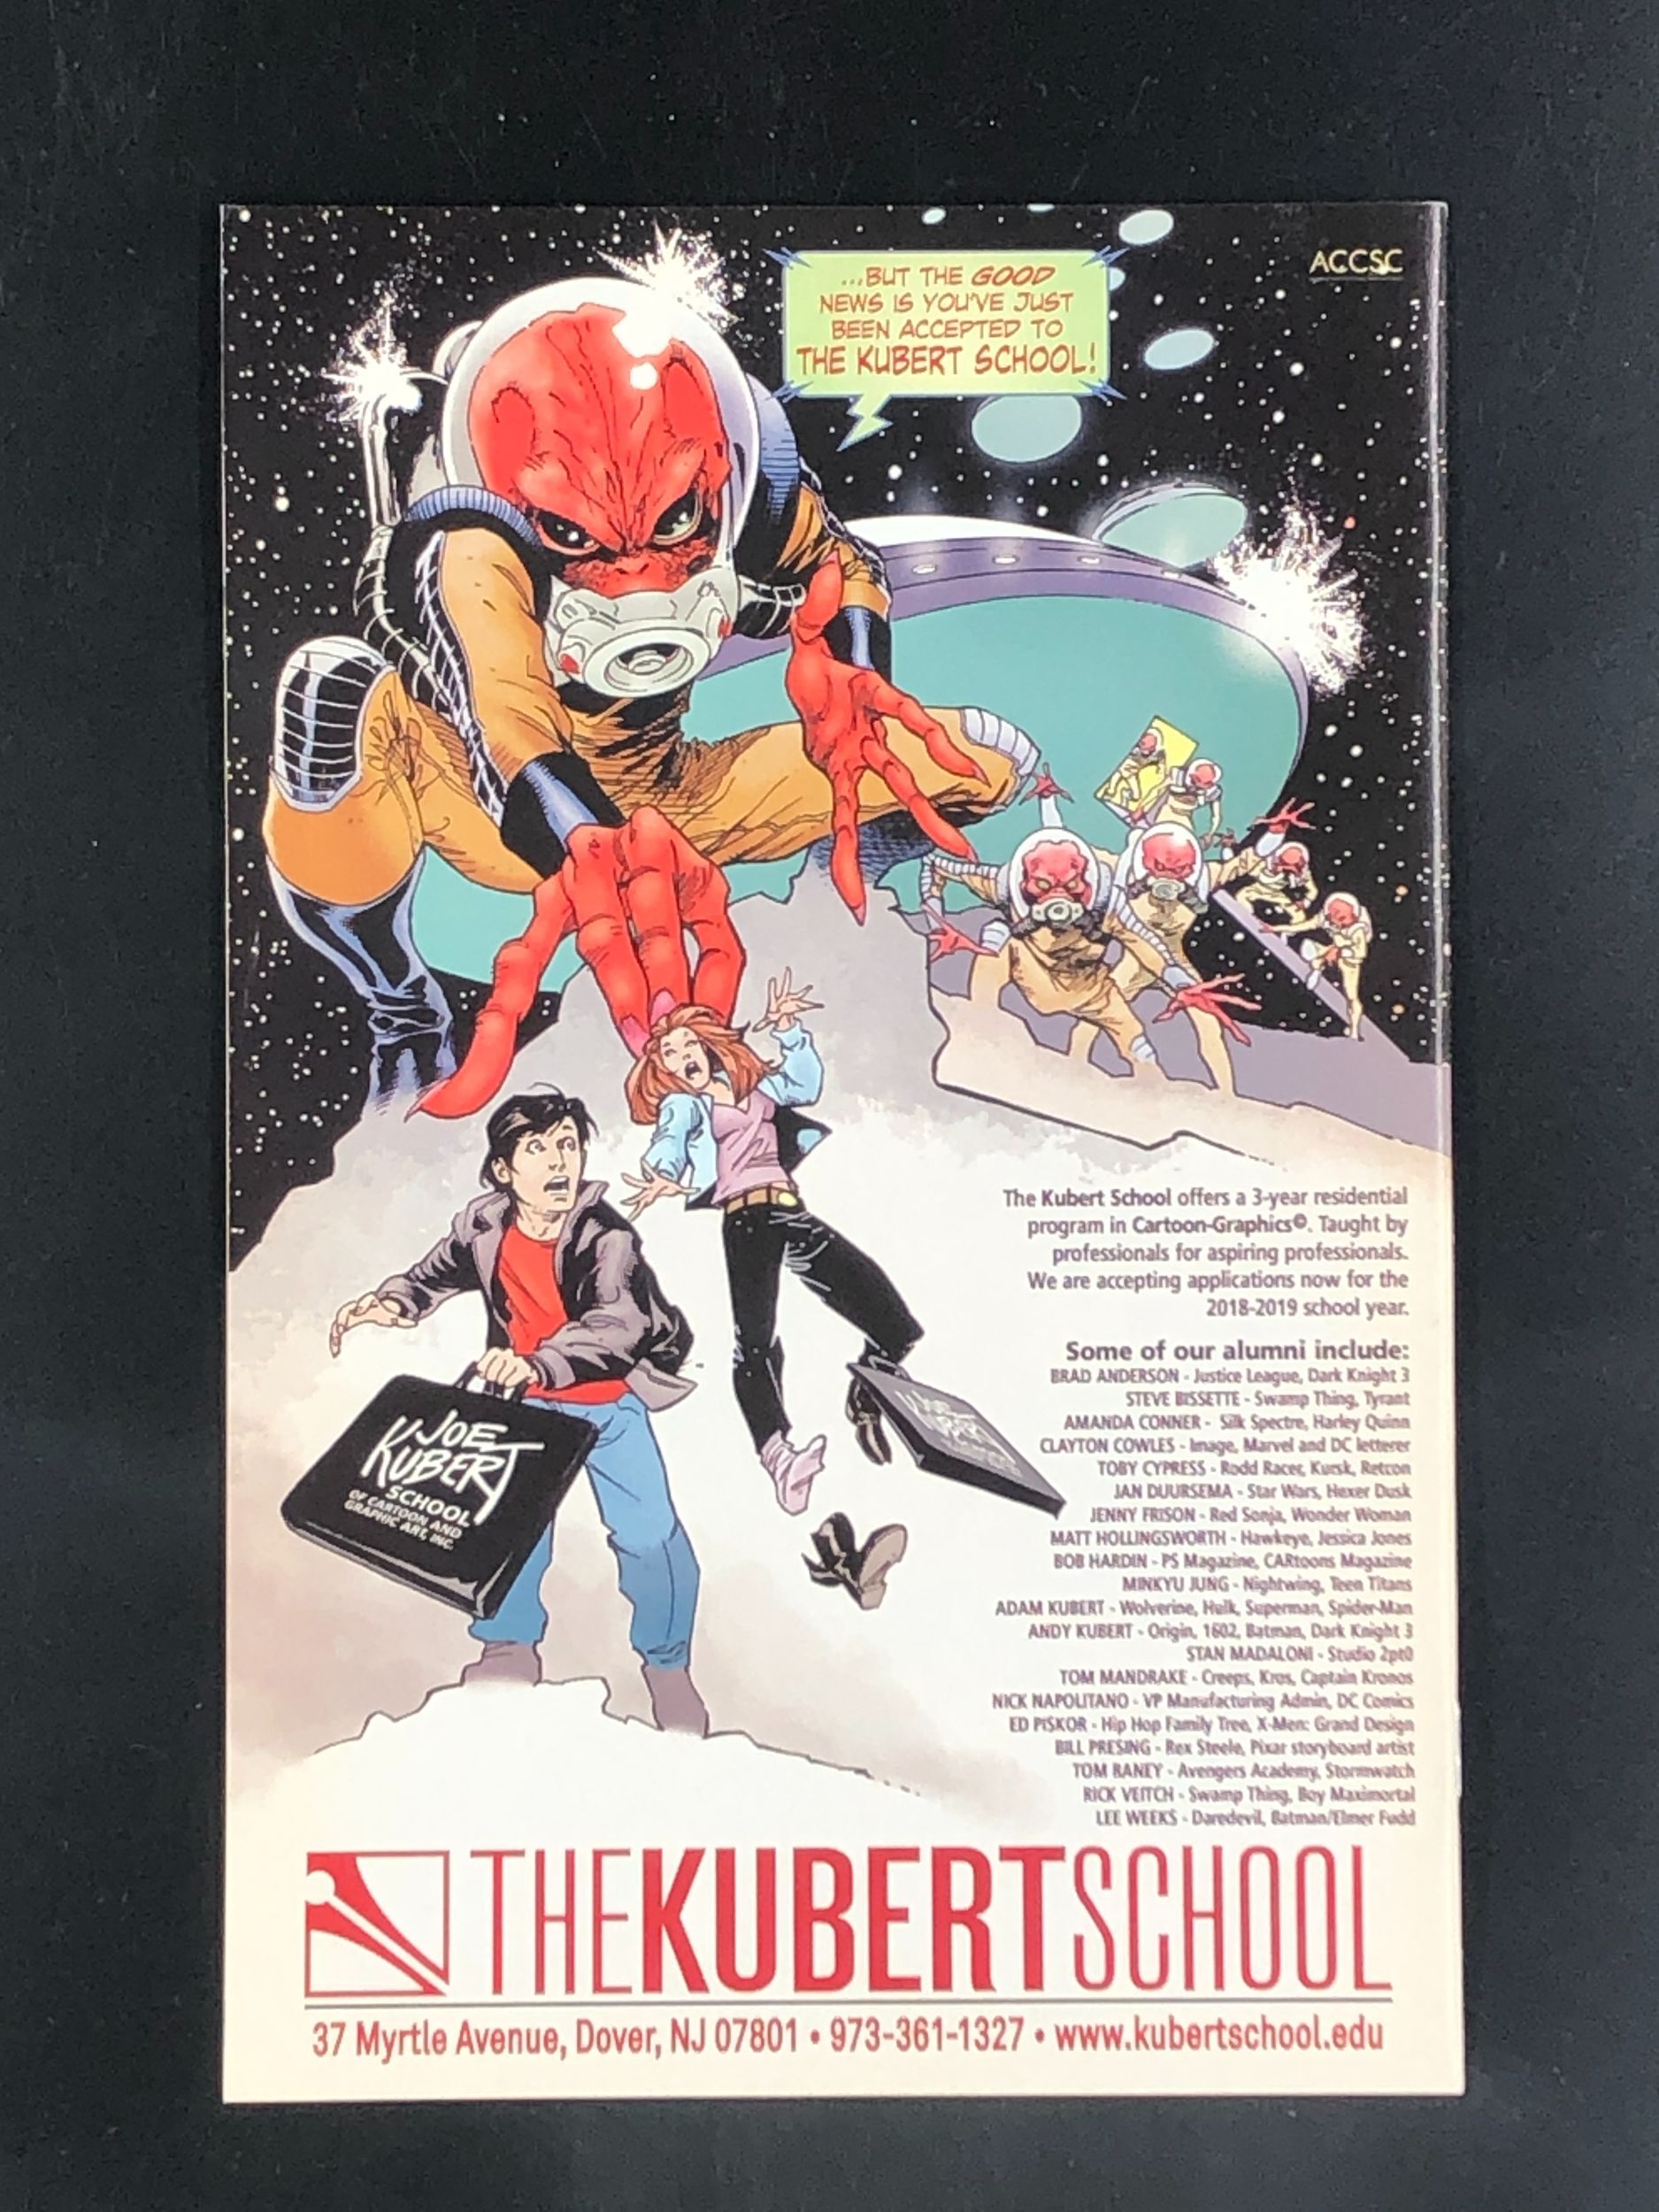 ...BUT THE GOOD
NEWS IS YOU'VE JUST
BEEN ACCEPTED TO
THE KUBERT SCHOOL!
ACCSC
JOE
KUBERT
SCHOOL
OF CARTOON AND
GRAPHIC ART, INC.
The Kubert School offers a 3-year residential
program in Cartoon-Graphics©. Taught by
professionals for aspiring professionals.
We are accepting applications now for the
2018-2019 school year.
Some of our alumni include:
BRAD ANDERSON - Justice League, Dark Knight 3
STEVE BISSETTE - Swamp Thing, Tyrant
AMANDA CONNER - Silk Spectre, Harley Quinn
CLAYTON COWLES - Image, Marvel and DC letterer
TOBY CYPRESS - Rodd Racer, Kursk, Retcon
JAN DUURSEMA - Star Wars, Hexer Dusk
JENNY FRISON - Red Sonja, Wonder Woman
MATT HOLLINGSWORTH - Hawkeye, Jessica Jones
BOB HARDIN - PS Magazine, CARtoons Magazine
MINKYU JUNG - Nightwing, Teen Titans
ADAM KUBERT - Wolverine, Hulk, Superman, Spider-Man
ANDY KUBERT - Origin, 1602, Batman, Dark Knight 3
STAN MADALONI - Studio 2pt0
TOM MANDRAKE - Creeps, Kros, Captain Kronos
NICK NAPOLITANO - VP Manufacturing Admin, DC Comics
ED PISKOR - Hip Hop Family Tree, X-Men: Grand Design
BILL PRESING - Rex Steele, Pixar storyboard artist
TOM RANEY - Avengers Academy, Stormwatch
RICK VEITCH - Swamp Thing, Boy Maximortal
LEE WEEKS - Daredevil, Batman/Elmer Fudd
THEKUBERTSCHOOL
37 Myrtle Avenue, Dover, NJ 07801 • 973-361-1327 • www.kubertschool.edu